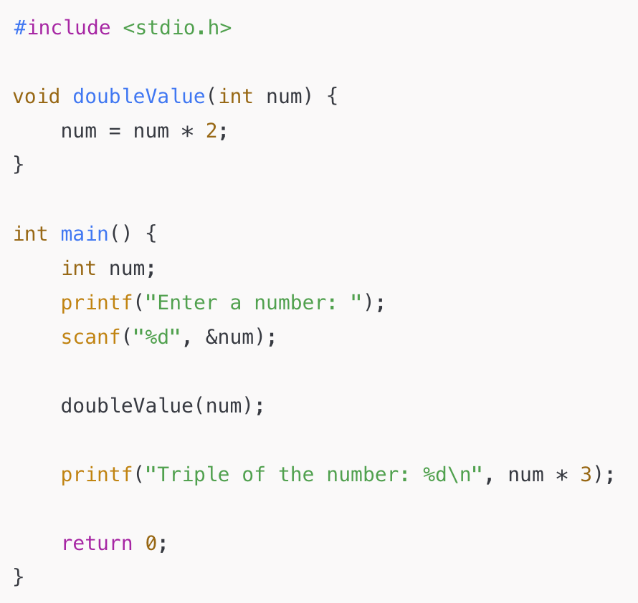 #include <stdio.h>

void doubleValue(int num) {
    num = num * 2;
}

int main() {
    int num;
    printf("Enter a number: ");
    scanf("%d", &num);

    doubleValue(num);

    printf("Triple of the number: %d\n", num * 3);

    return 0;
}